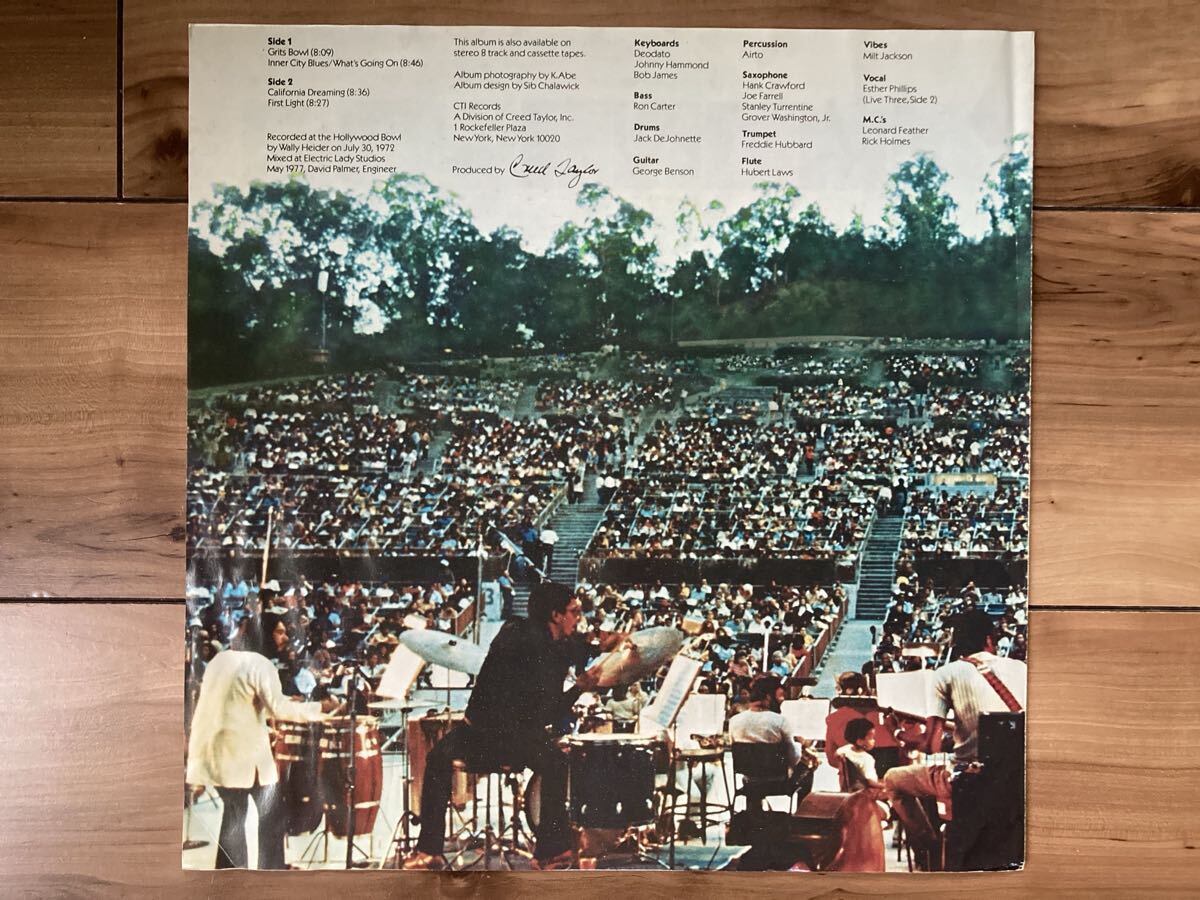 Side 1
Grits Bowl (8:09)
Inner City Blues/What's Going On (8:46)
Side 2
California Dreaming (8:36)
First Light (8:27)
Recorded at the Hollywood Bowl
by Wally Heider on July 30, 1972
Mixed at Electric Lady Studios
May 1977, David Palmer, Engineer
This album is also available on
stereo 8 track and cassette tapes.
Album photography by K. Abe
Album design by Sib Chalawick
CTI Records
A Division of Creed Taylor, Inc.
1 Rockefeller Plaza
New York, New York 10020
Produced by Creed Taylor
Keyboards
Deodato
Johnny Hammond
Bob James
Bass
Ron Carter
Drums
Jack DeJohnette
Guitar
George Benson
Percussion
Airto
Saxophone
Hank Crawford
Joe Farrell
Stanley Turrentine
Grover Washington, Jr.
Trumpet
Freddie Hubbard
Flute
Hubert Laws
Vibes
Milt Jackson
Vocal
Esther Phillips
(Live Three, Side 2)
M.C.'s
Leonard Feather
Rick Holmes